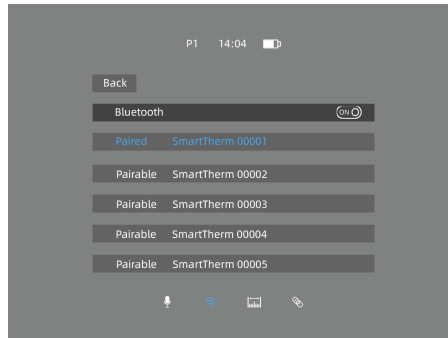 P1 14:04
Back
Bluetooth ON
Paired SmartTherm 00001
Pairable SmartTherm 00002
Pairable SmartTherm 00003
Pairable SmartTherm 00004
Pairable SmartTherm 00005